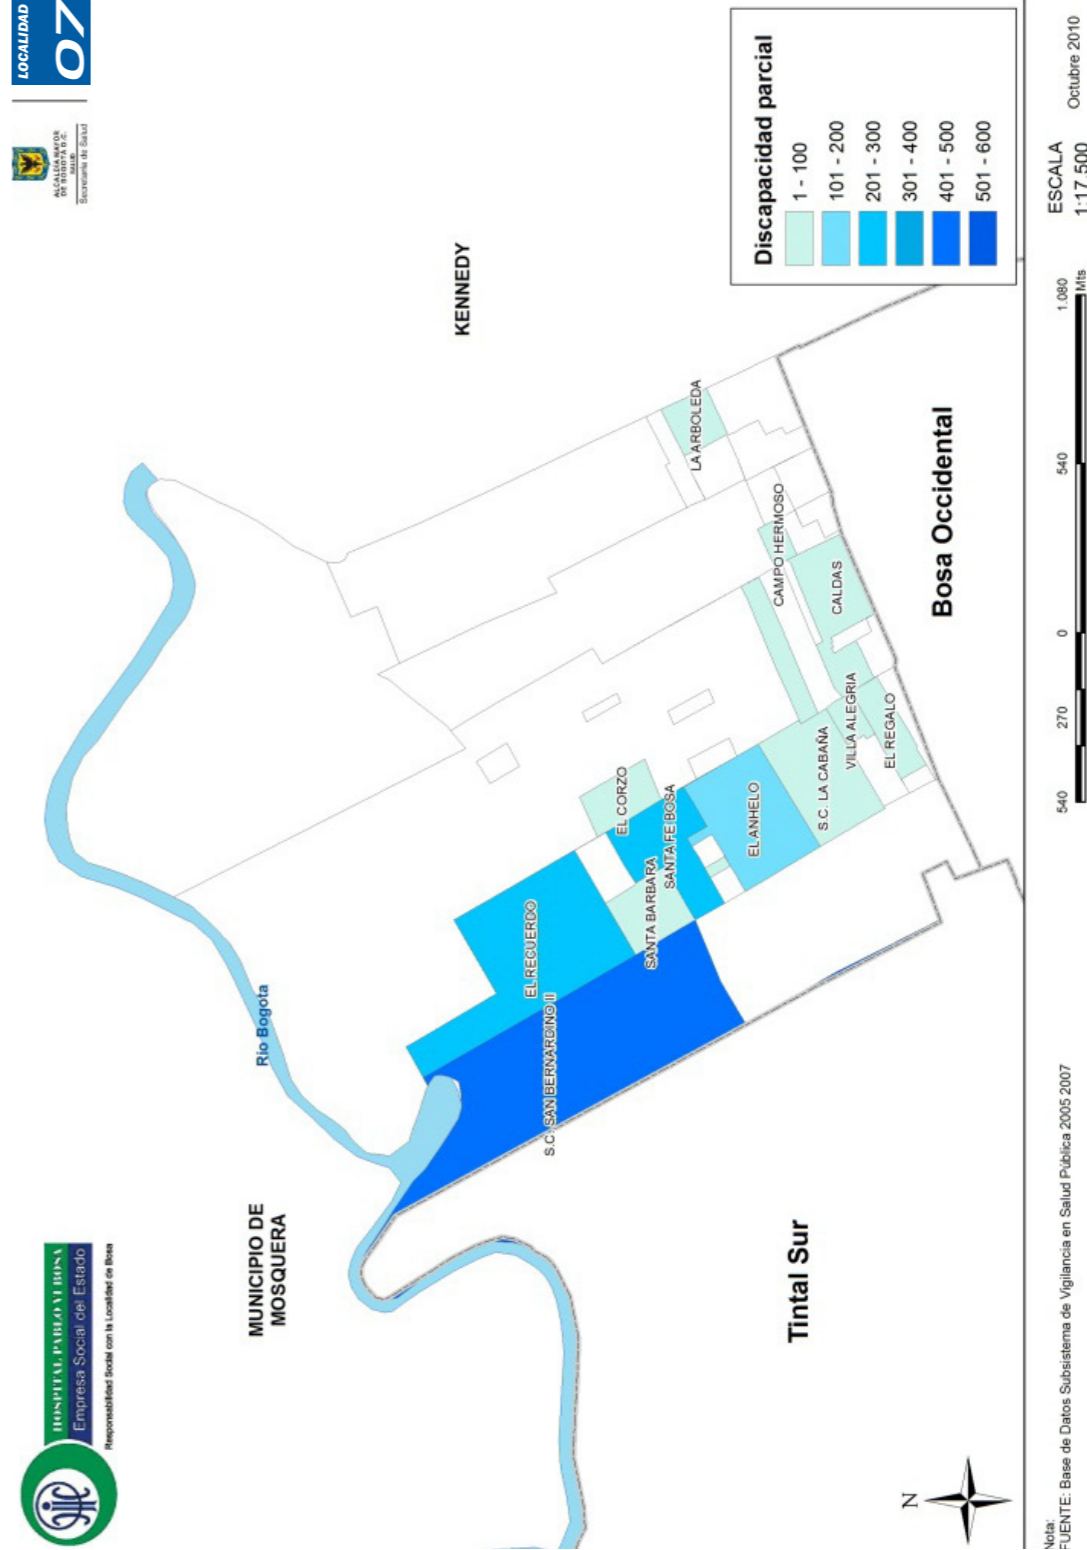 HOSPITAL PABLO VI BOSA
Empresa Social del Estado
Responsabilidad Social con la Localidad de Bosa
ALCALDIA MAYOR
DE BOGOTA D.C.
SALUD
Secretaría de Salud
LOCALIDAD
07
MUNICIPIO DE
MOSQUERA
Rio Bogota
KENNEDY
S.C. SAN BERNARDINO II
EL RECUERDO
SANTA BARBARA
SANTA FE BOSA
EL CORZO
EL ANHELO
S.C. LA CABAÑA
VILLA ALEGRIA
EL REGALO
CALDAS
CAMPO HERMOSO
LA ARBOLEDA
Tintal Sur
Bosa Occidental
Discapacidad parcial
1 - 100
101 - 200
201 - 300
301 - 400
401 - 500
501 - 600
N
Nota:
FUENTE: Base de Datos Subsistema de Vigilancia en Salud Pública 2005 2007
540 270 0 540 1.080
Mts
ESCALA
1:17.500
Octubre 2010